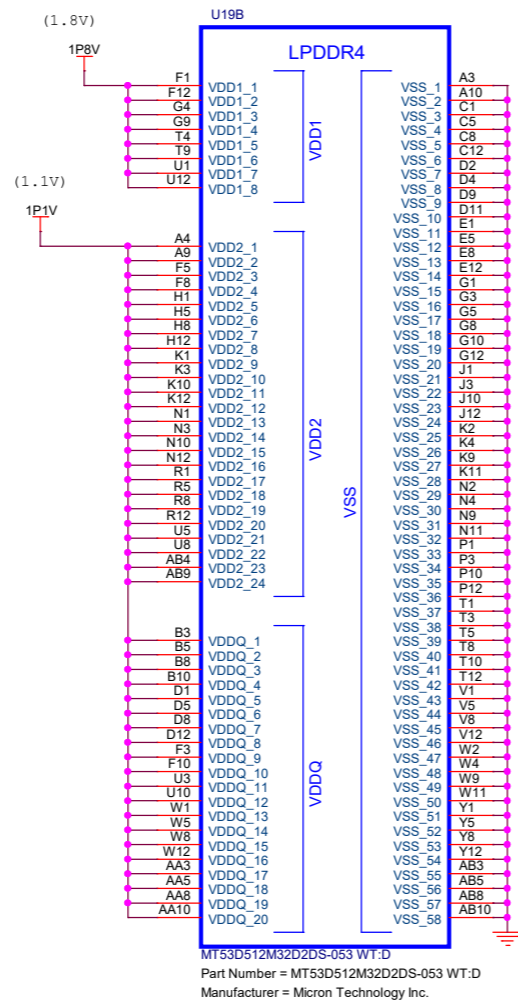 U19B
(1.8V)
1P8V
LPDDR4
F1 VDD1_1
F12 VDD1_2
G4 VDD1_3
G9 VDD1_4
T4 VDD1_5
T9 VDD1_6
U1 VDD1_7
U12 VDD1_8
VDD1
(1.1V)
1P1V
A4 VDD2_1
A9 VDD2_2
F5 VDD2_3
F8 VDD2_4
H1 VDD2_5
H5 VDD2_6
H8 VDD2_7
H12 VDD2_8
K1 VDD2_9
K3 VDD2_10
K10 VDD2_11
K12 VDD2_12
N1 VDD2_13
N3 VDD2_14
N10 VDD2_15
N12 VDD2_16
R1 VDD2_17
R5 VDD2_18
R8 VDD2_19
R12 VDD2_20
U5 VDD2_21
U8 VDD2_22
AB4 VDD2_23
AB9 VDD2_24
VDD2
B3 VDDQ_1
B5 VDDQ_2
B8 VDDQ_3
B10 VDDQ_4
D1 VDDQ_5
D5 VDDQ_6
D8 VDDQ_7
D12 VDDQ_8
F3 VDDQ_9
F10 VDDQ_10
U3 VDDQ_11
U10 VDDQ_12
W1 VDDQ_13
W5 VDDQ_14
W8 VDDQ_15
W12 VDDQ_16
AA3 VDDQ_17
AA5 VDDQ_18
AA8 VDDQ_19
AA10 VDDQ_20
VDDQ
VSS
VSS_1 A3
VSS_2 A10
VSS_3 C1
VSS_4 C5
VSS_5 C8
VSS_6 C12
VSS_7 D2
VSS_8 D4
VSS_9 D9
VSS_10 D11
VSS_11 E1
VSS_12 E5
VSS_13 E8
VSS_14 E12
VSS_15 G1
VSS_16 G3
VSS_17 G5
VSS_18 G8
VSS_19 G10
VSS_20 G12
VSS_21 J1
VSS_22 J3
VSS_23 J10
VSS_24 J12
VSS_25 K2
VSS_26 K4
VSS_27 K9
VSS_28 K11
VSS_29 N2
VSS_30 N4
VSS_31 N9
VSS_32 N11
VSS_33 P1
VSS_34 P3
VSS_35 P10
VSS_36 P12
VSS_37 T1
VSS_38 T3
VSS_39 T5
VSS_40 T8
VSS_41 T10
VSS_42 T12
VSS_43 V1
VSS_44 V5
VSS_45 V8
VSS_46 V12
VSS_47 W2
VSS_48 W4
VSS_49 W9
VSS_50 W11
VSS_51 Y1
VSS_52 Y5
VSS_53 Y8
VSS_54 Y12
VSS_55 AB3
VSS_56 AB5
VSS_57 AB8
VSS_58 AB10
MT53D512M32D2DS-053 WT:D
Part Number = MT53D512M32D2DS-053 WT:D
Manufacturer = Micron Technology Inc.